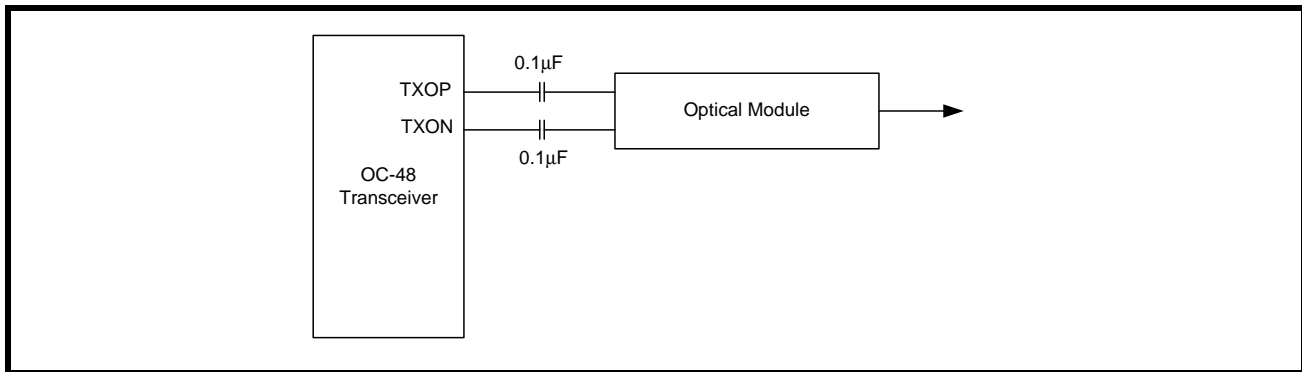 0.1μF
TXOP
TXON
0.1μF
OC-48
Transceiver
Optical Module